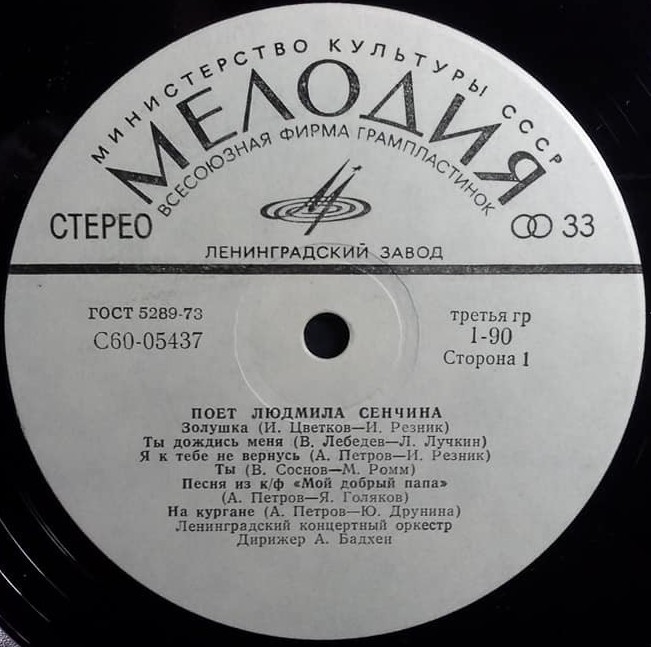 МИНИСТЕРСТВО КУЛЬТУРЫ СССР
МЕЛОДИЯ
ВСЕСОЮЗНАЯ ФИРМА ГРАМПЛАСТИНОК
СТЕРЕО
33
ЛЕНИНГРАДСКИЙ ЗАВОД
ГОСТ 5289-73
С60-05437
третья гр
1-90
Сторона 1
ПОЕТ ЛЮДМИЛА СЕНЧИНА
Золушка (И. Цветков—И. Резник)
Ты дождись меня (В. Лебедев—Л. Лучкин)
Я к тебе не вернусь (А. Петров—И. Резник)
Ты (В. Соснов—М. Ромм)
Песня из к/ф «Мой добрый папа»
(А. Петров—Я. Голяков)
На кургане (А. Петров—Ю. Друнина)
Ленинградский концертный оркестр
Дирижер А. Бадхен